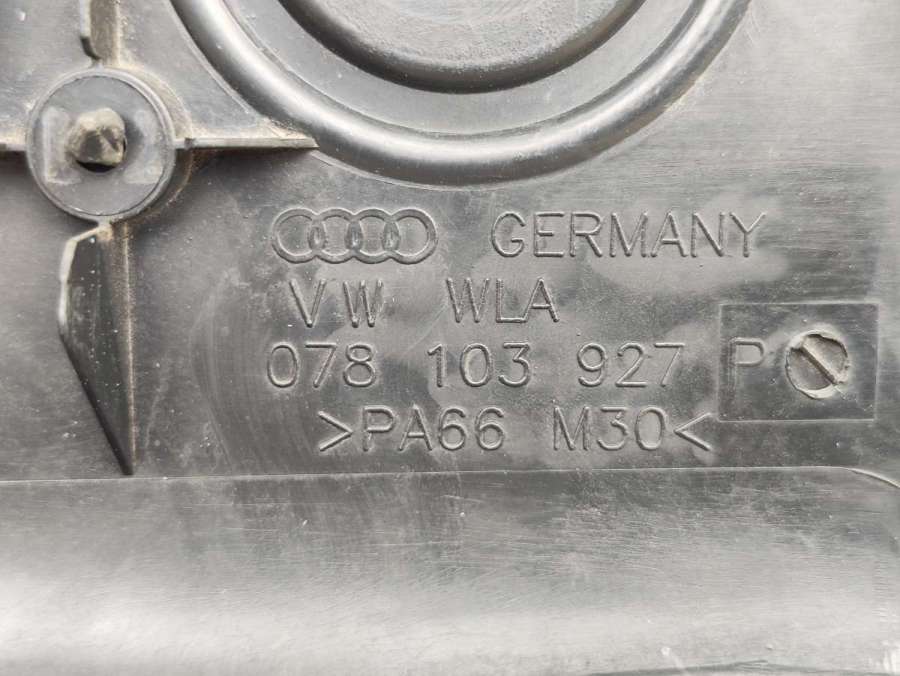 GERMANY
VW WLA
078 103 927 P
>PA66 M30<